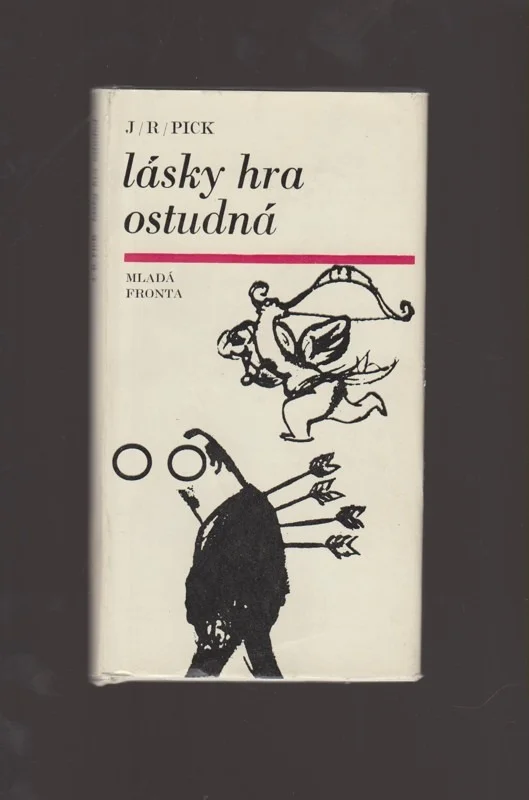 J/R/PICK
lásky hra
ostudná
MLADÁ
FRONTA